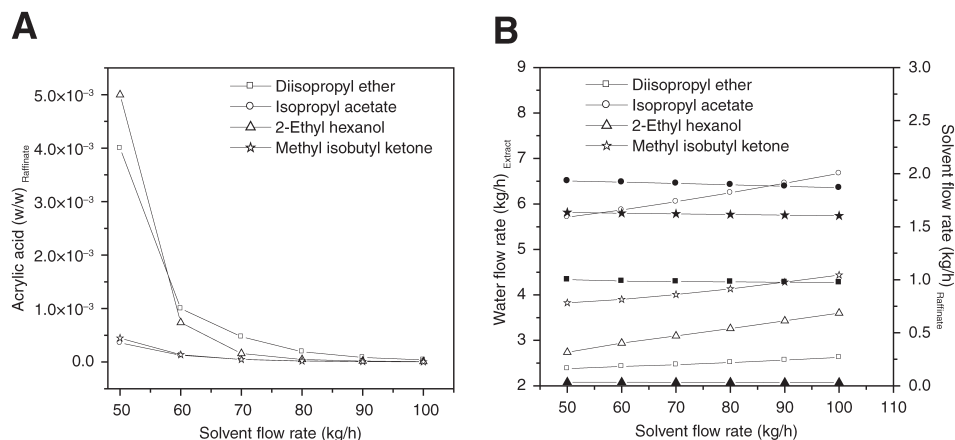 A
Acrylic acid (w/w) Raffinate
5.0×10⁻³
4.0×10⁻³
3.0×10⁻³
2.0×10⁻³
1.0×10⁻³
0.0
Diisopropyl ether
Isopropyl acetate
2-Ethyl hexanol
Methyl isobutyl ketone
50 60 70 80 90 100
Solvent flow rate (kg/h)
B
Water flow rate (kg/h) Extract
9
8
7
6
5
4
3
2
Diisopropyl ether
Isopropyl acetate
2-Ethyl hexanol
Methyl isobutyl ketone
3.0
2.5
2.0
1.5
1.0
0.5
0.0
Solvent flow rate (kg/h) Raffinate
50 60 70 80 90 100 110
Solvent flow rate (kg/h)